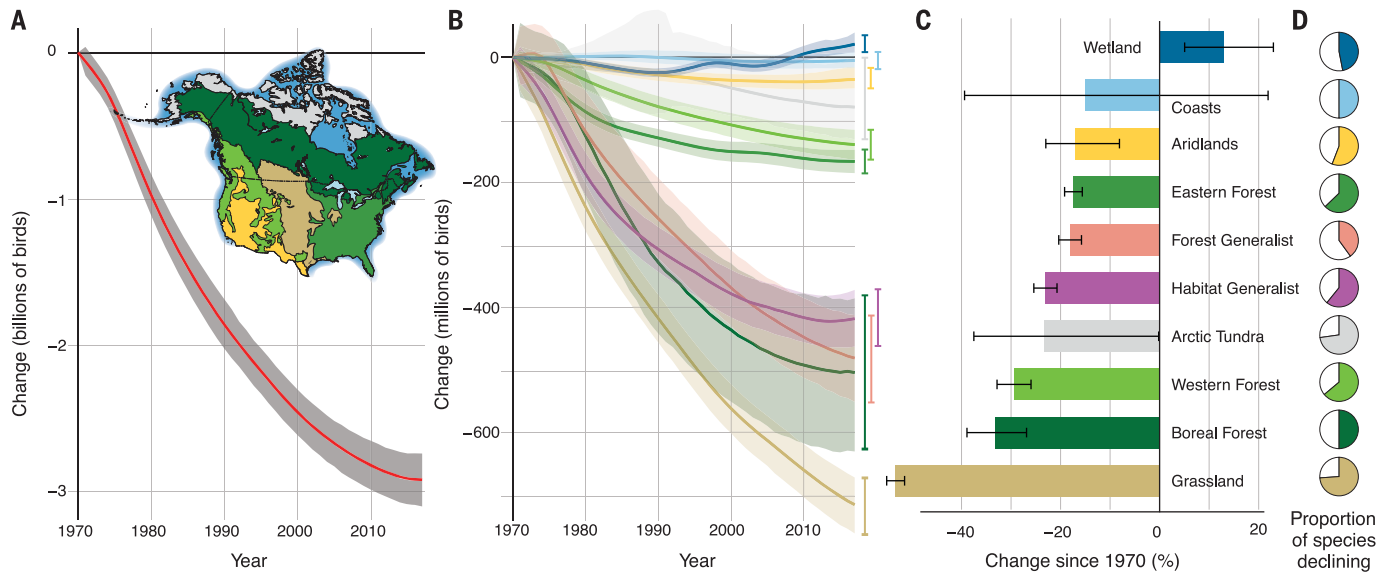 A
0
−1
−2
−3
Change (billions of birds)
1970
1980
1990
2000
2010
Year
B
0
−200
−400
−600
Change (millions of birds)
1970
1980
1990
2000
2010
Year
C
Wetland
Coasts
Aridlands
Eastern Forest
Forest Generalist
Habitat Generalist
Arctic Tundra
Western Forest
Boreal Forest
Grassland
−40
−20
0
20
Change since 1970 (%)
D
Proportion
of species
declining